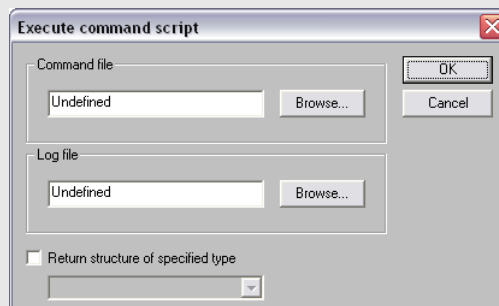 Execute command script
Command file
OK
Undefined
Browse...
Cancel
Log file
Undefined
Browse...
Return structure of specified type